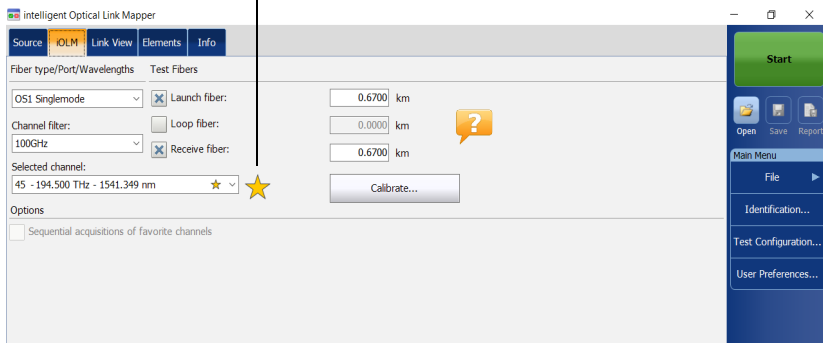 intelligent Optical Link Mapper
Source iOLM Link View Elements Info
Fiber type/Port/Wavelengths Test Fibers
OS1 Singlemode
Launch fiber: 0.6700 km
Channel filter:
Loop fiber: 0.0000 km
100GHz
Receive fiber: 0.6700 km
Selected channel:
45 - 194.500 THz - 1541.349 nm
Calibrate...
Options
Sequential acquisitions of favorite channels
?
Start
Open Save Report
Main Menu
File
Identification...
Test Configuration...
User Preferences...